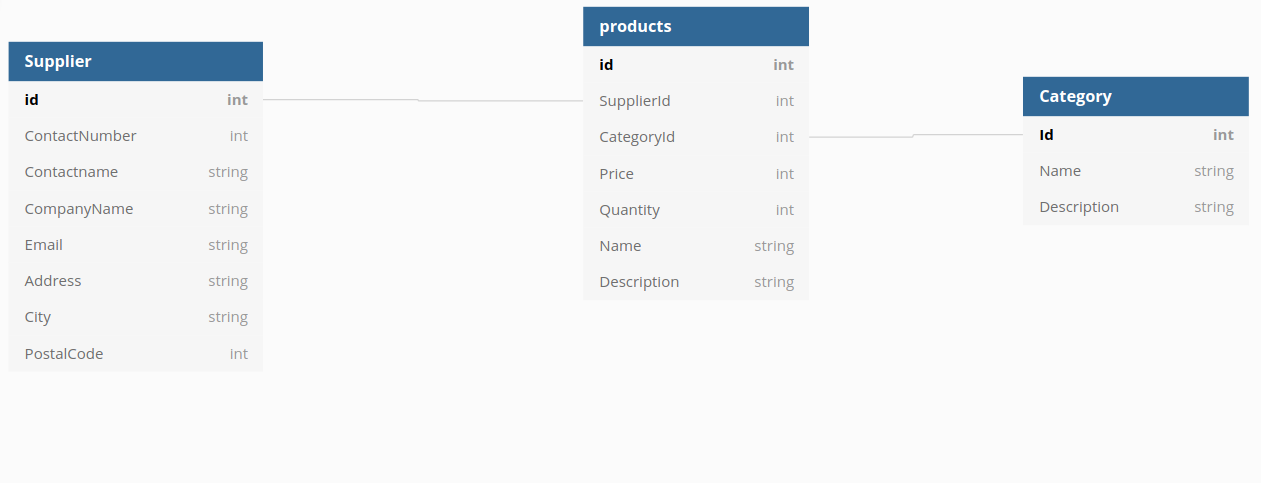 Supplier
id int
ContactNumber int
Contactname string
CompanyName string
Email string
Address string
City string
PostalCode int
products
id int
SupplierId int
CategoryId int
Price int
Quantity int
Name string
Description string
Category
Id int
Name string
Description string